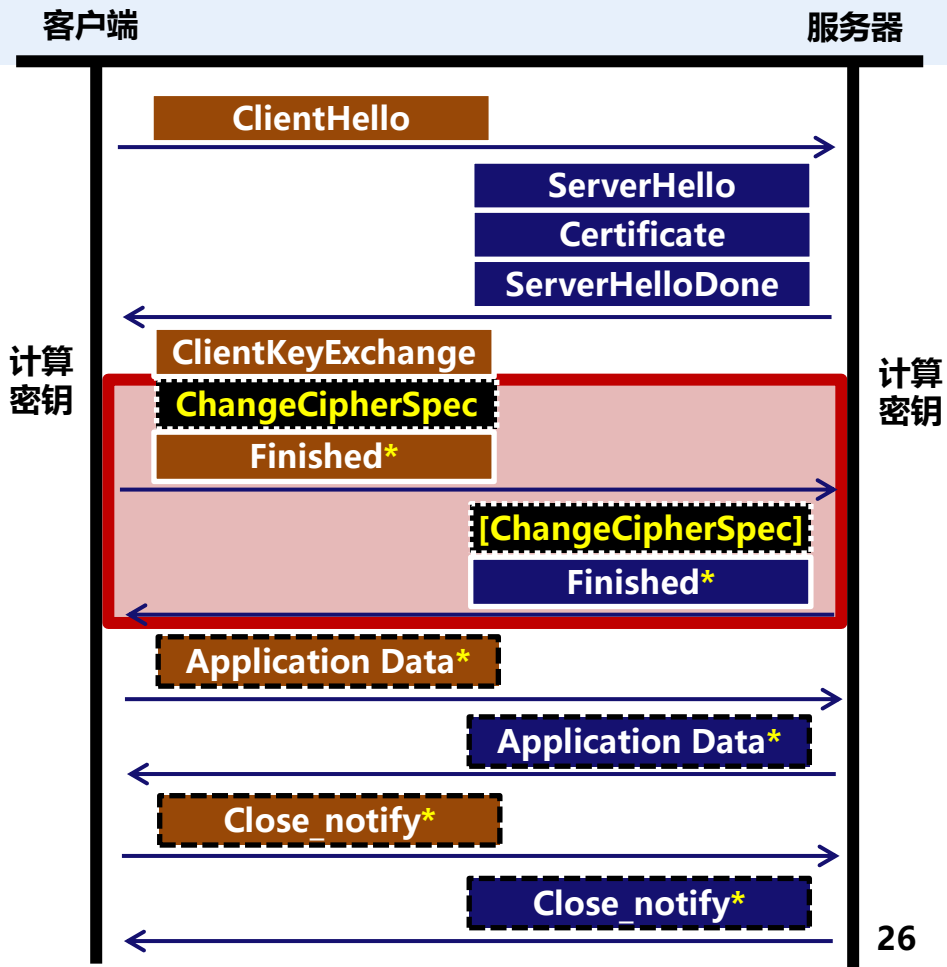 客户端
服务器
ClientHello
ServerHello
Certificate
ServerHelloDone
计算
密钥
ClientKeyExchange
计算
密钥
ChangeCipherSpec
Finished*
[ChangeCipherSpec]
Finished*
Application Data*
Application Data*
Close_notify*
Close_notify*
26